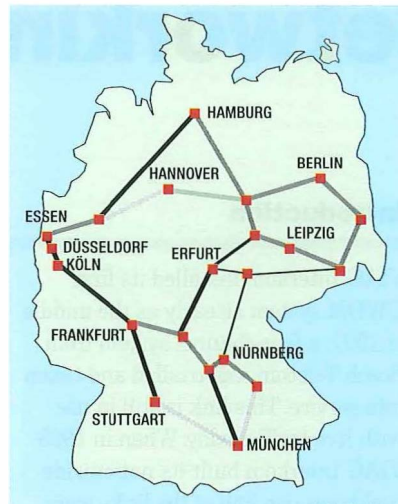 HAMBURG
HANNOVER
BERLIN
ESSEN
DÜSSELDORF
LEIPZIG
KÖLN
ERFURT
FRANKFURT
NÜRNBERG
STUTTGART
MÜNCHEN